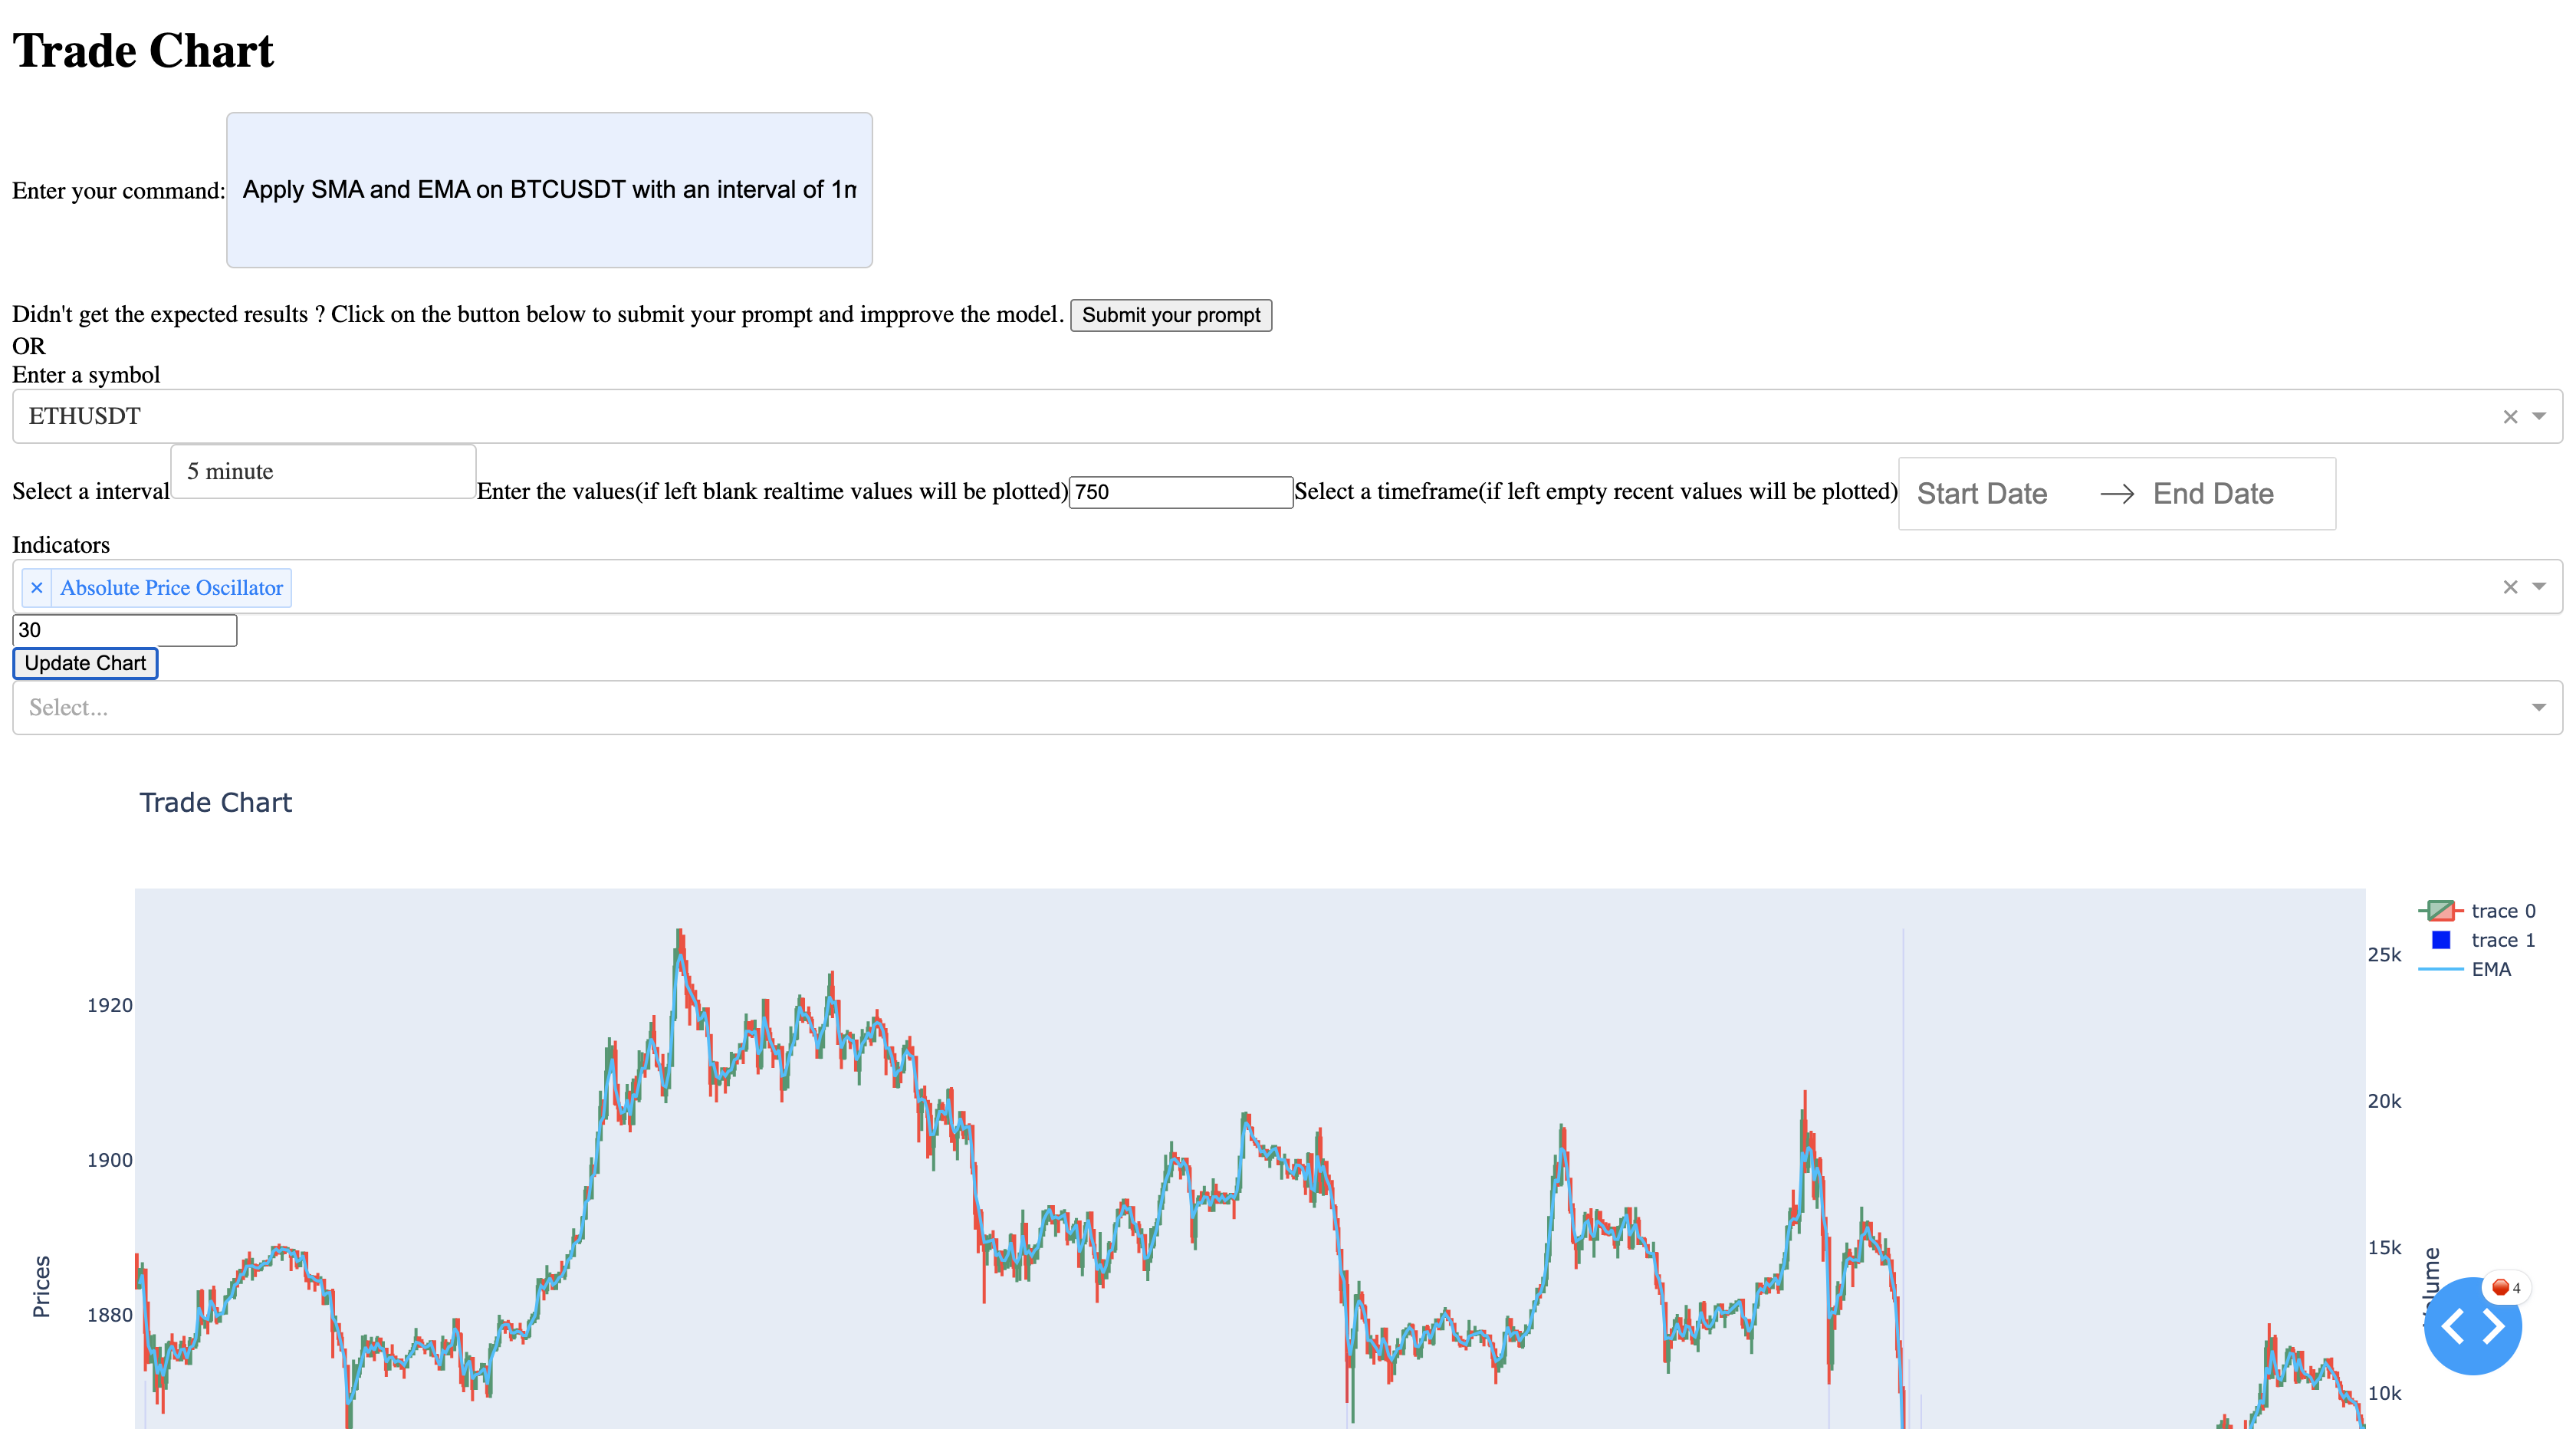 Trade Chart
Enter your command: Apply SMA and EMA on BTCUSDT with an interval of 1m
Didn't get the expected results ? Click on the button below to submit your prompt and impprove the model. Submit your prompt
OR
Enter a symbol
ETHUSDT
Select a interval 5 minute Enter the values(if left blank realtime values will be plotted) 750 Select a timeframe(if left empty recent values will be plotted) Start Date → End Date
Indicators
× Absolute Price Oscillator
30
Update Chart
Select...
Trade Chart
trace 0
trace 1
EMA
1920
1900
1880
Prices
25k
20k
15k
10k
Volume
4